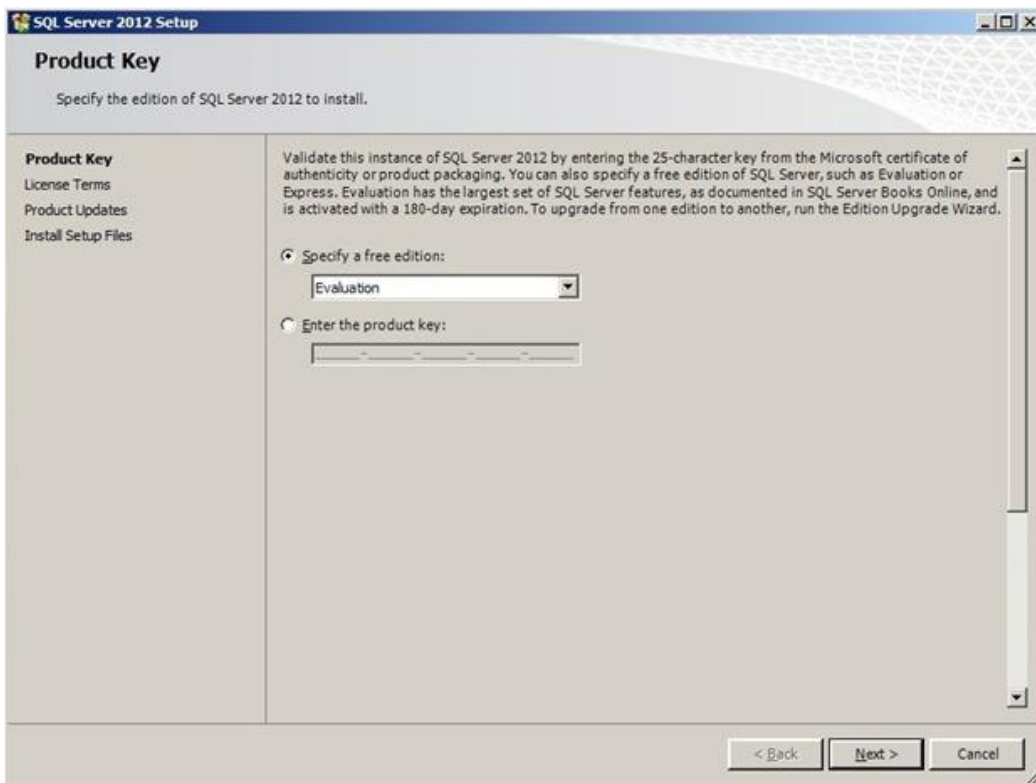 SQL Server 2012 Setup
Product Key
Specify the edition of SQL Server 2012 to install.
Product Key
License Terms
Product Updates
Install Setup Files
Validate this instance of SQL Server 2012 by entering the 25-character key from the Microsoft certificate of
authenticity or product packaging. You can also specify a free edition of SQL Server, such as Evaluation or
Express. Evaluation has the largest set of SQL Server features, as documented in SQL Server Books Online, and
is activated with a 180-day expiration. To upgrade from one edition to another, run the Edition Upgrade Wizard.
Specify a free edition:
Evaluation
Enter the product key:
_____-_____-_____-_____-_____
< Back
Next >
Cancel